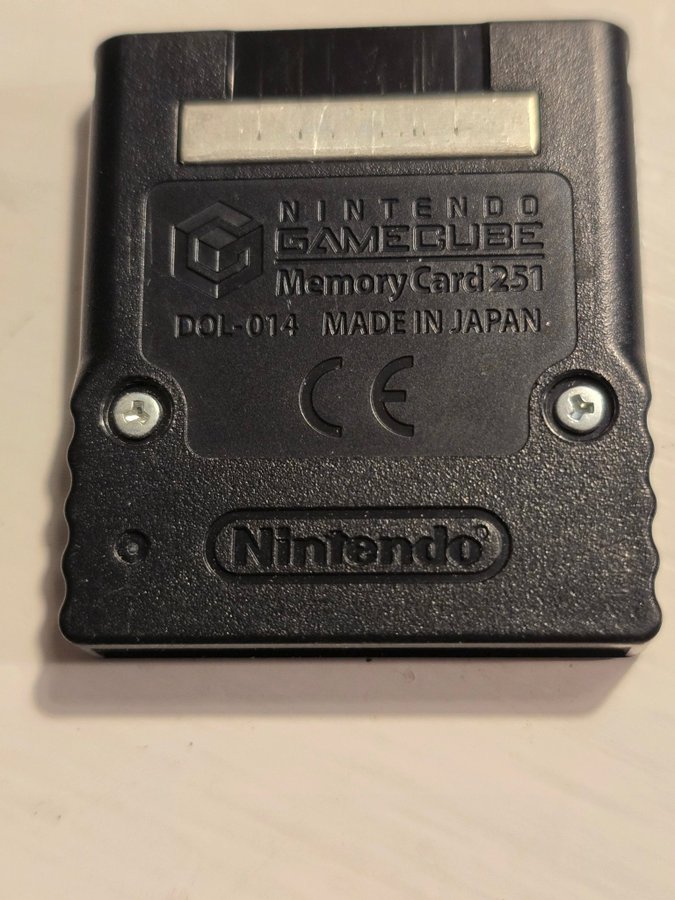 NINTENDO
GAMECUBE
Memory Card 251
DOL-014 MADE IN JAPAN
CE
Nintendo®